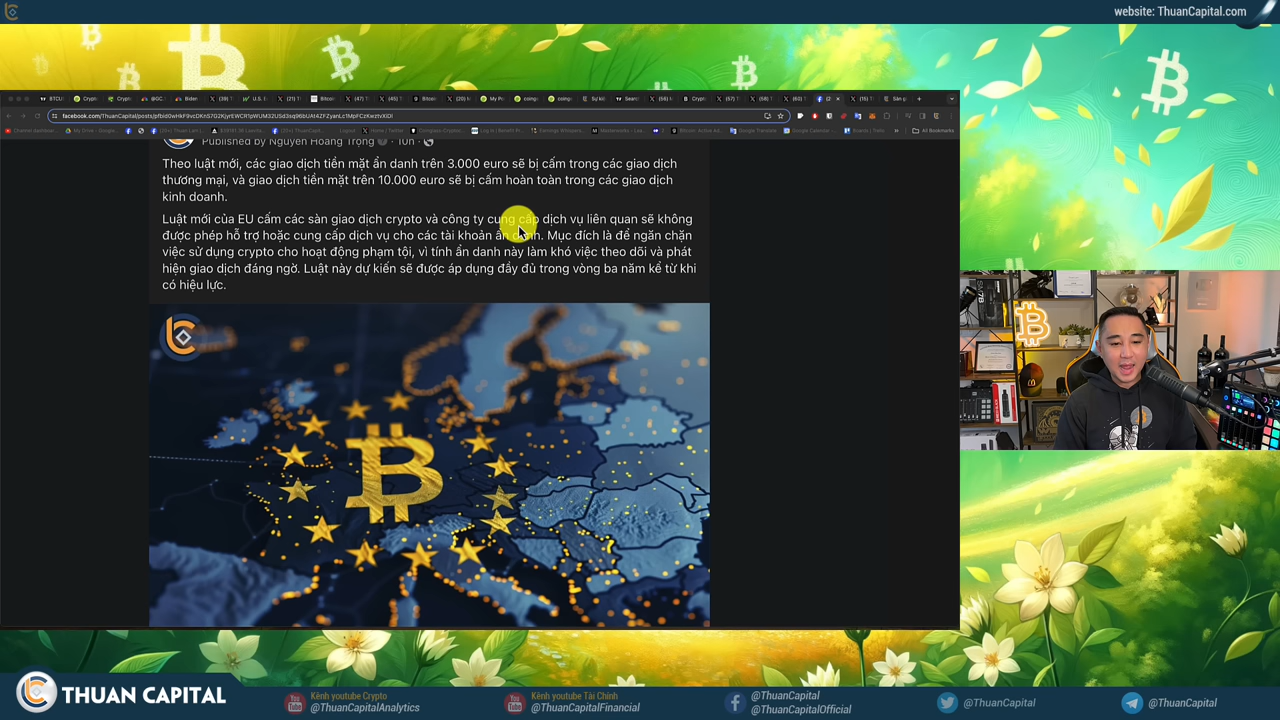 website: ThuanCapital.com
facebook.com/ThuanCapital/posts/
Published by Nguyen Hoang Trọng · 10h ·
Theo luật mới, các giao dịch tiền mặt ẩn danh trên 3.000 euro sẽ bị cấm trong các giao dịch
thương mại, và giao dịch tiền mặt trên 10.000 euro sẽ bị cấm hoàn toàn trong các giao dịch
kinh doanh.
Luật mới của EU cấm các sàn giao dịch crypto và công ty cung cấp dịch vụ liên quan sẽ không
được phép hỗ trợ hoặc cung cấp dịch vụ cho các tài khoản ẩn danh. Mục đích là để ngăn chặn
việc sử dụng crypto cho hoạt động phạm tội, vì tính ẩn danh này làm khó việc theo dõi và phát
hiện giao dịch đáng ngờ. Luật này dự kiến sẽ được áp dụng đầy đủ trong vòng ba năm kể từ khi
có hiệu lực.
THUAN CAPITAL
Kênh youtube Crypto
@ThuanCapitalAnalytics
Kênh youtube Tài Chính
@ThuanCapitalFinancial
@ThuanCapital
@ThuanCapitalOfficial
@ThuanCapital
@ThuanCapital